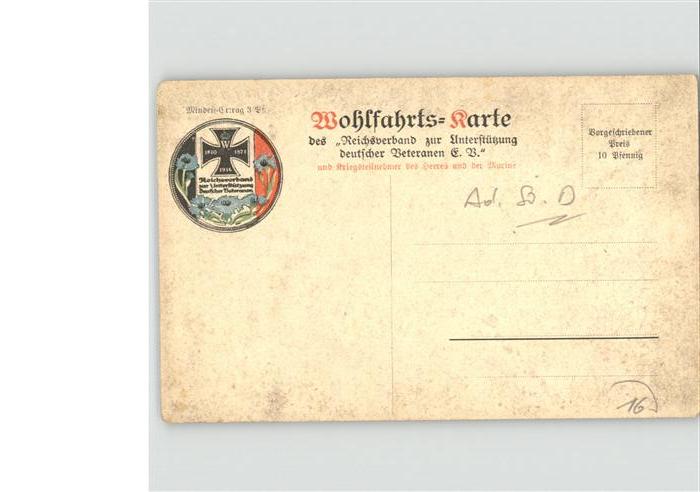 Mindest-Ertrag 3 Pf.
Wohlfahrts-Karte
des „Reichsverband zur Unterstützung
deutscher Veteranen E. V."
und Kriegsteilnehmer des Heeres und der Marine
Vorgeschriebener
Preis
10 Pfennig
W
1870 1871
1914
Reichsverband
zur Unterstützung
Deutscher Veteranen
Ad. B. D
16